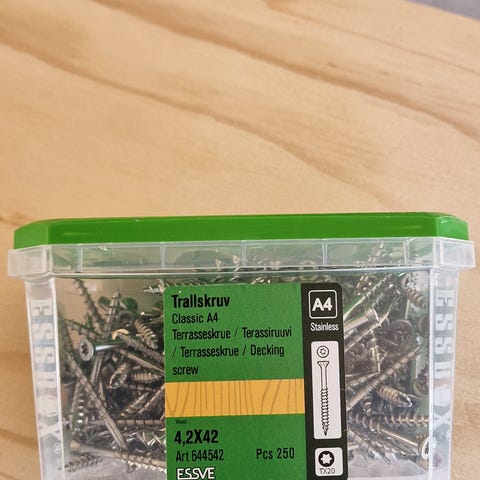 Trallskruv
Classic A4
Terrasseskrue / Terassiruuvi
/ Terrasseskrue / Decking
screw
Wood
4,2X42
Art 644542 Pcs 250
ESSVE
A4
Stainless
TX20
ESSVE
ESSVE